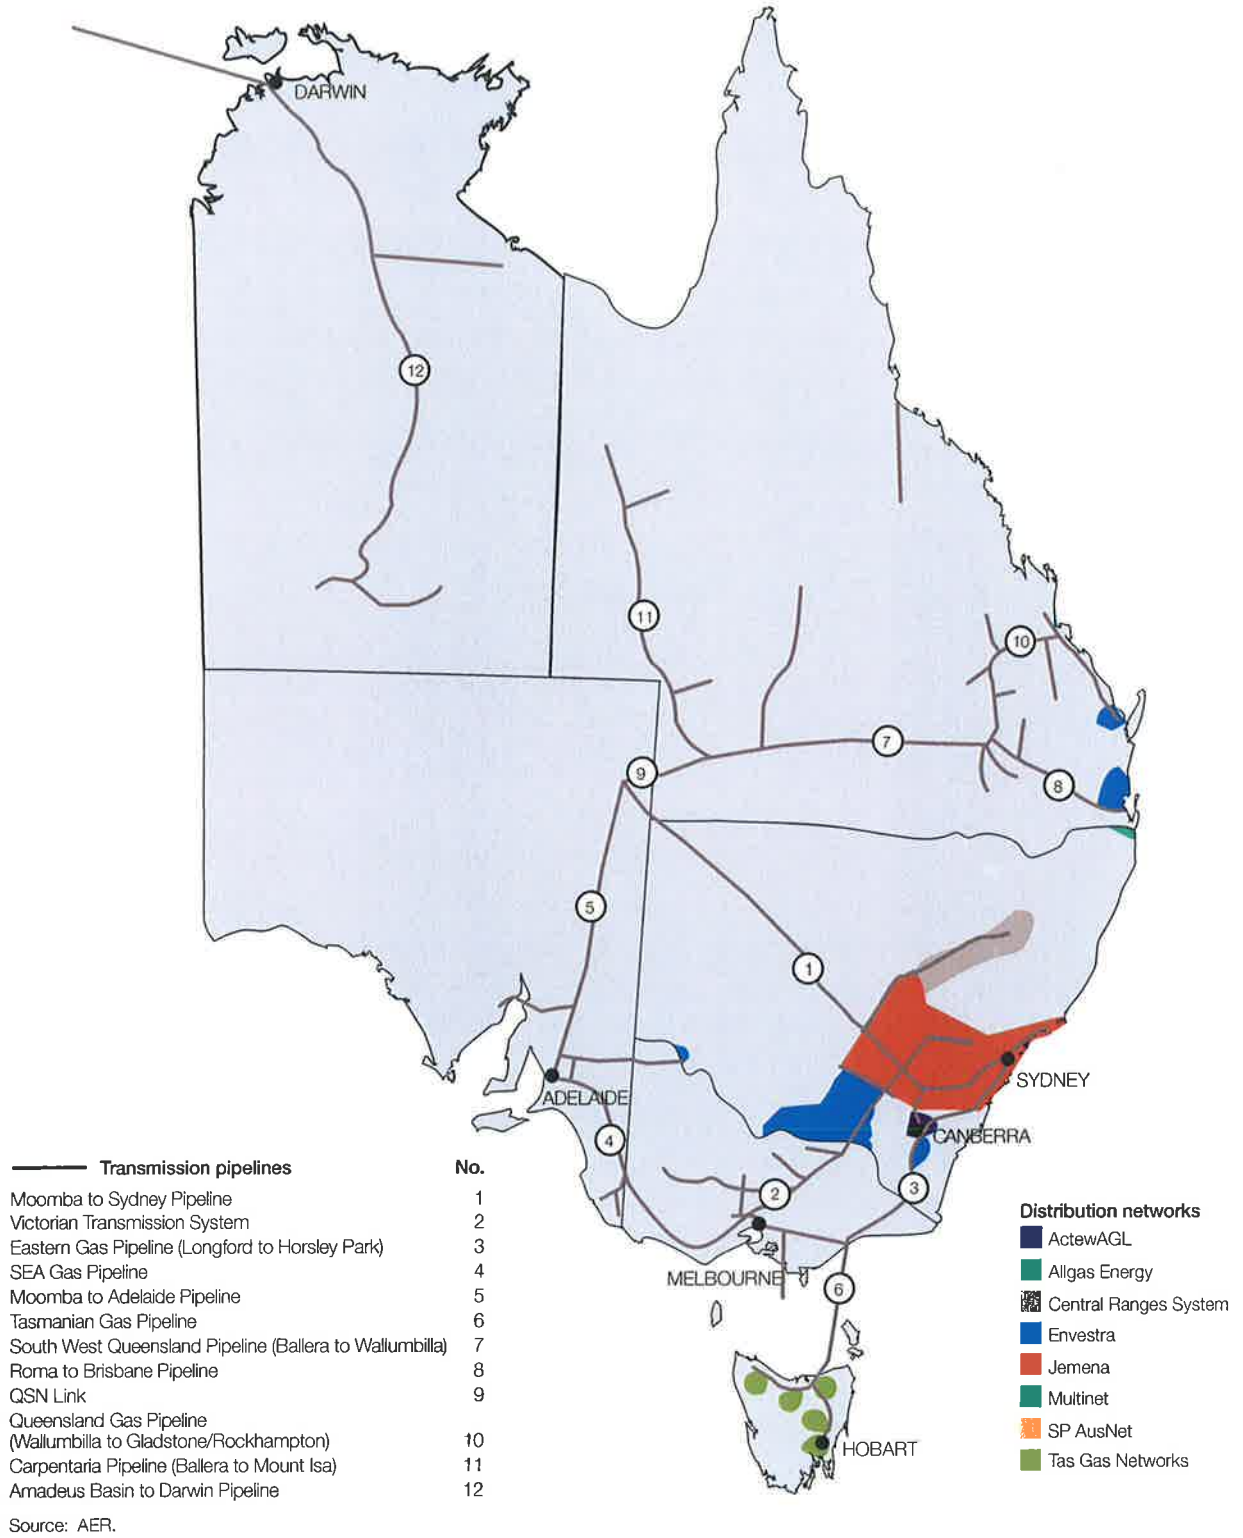 DARWIN
12
11
10
7
9
8
5
1
SYDNEY
ADELAIDE
CANBERRA
4
3
2
MELBOURNE
6
HOBART
Transmission pipelines No.
Moomba to Sydney Pipeline 1
Victorian Transmission System 2
Eastern Gas Pipeline (Longford to Horsley Park) 3
SEA Gas Pipeline 4
Moomba to Adelaide Pipeline 5
Tasmanian Gas Pipeline 6
South West Queensland Pipeline (Ballera to Wallumbilla) 7
Roma to Brisbane Pipeline 8
QSN Link 9
Queensland Gas Pipeline
(Wallumbilla to Gladstone/Rockhampton) 10
Carpentaria Pipeline (Ballera to Mount Isa) 11
Amadeus Basin to Darwin Pipeline 12
Source: AER.
Distribution networks
ActewAGL
Allgas Energy
Central Ranges System
Envestra
Jemena
Multinet
SP AusNet
Tas Gas Networks